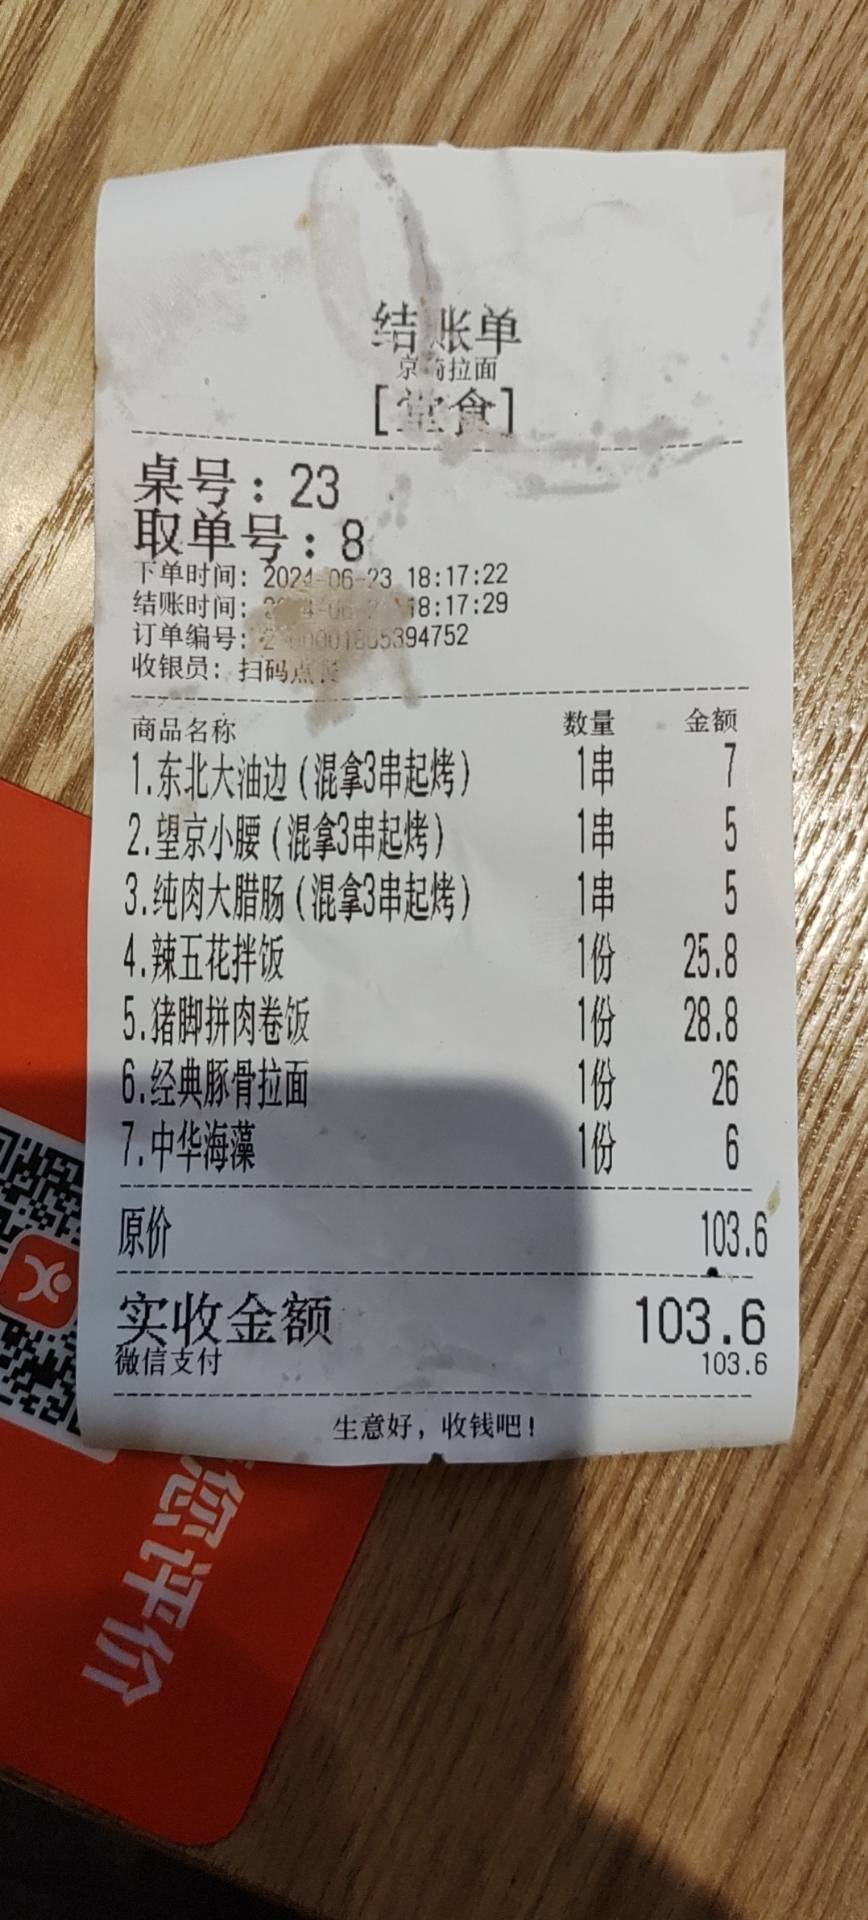 结账单
京 拉面
[堂食]
桌号: 23
取单号: 8
下单时间: 2024-06-23 18:17:22
结账时间: 18:17:29
订单编号:
收银员: 扫码点
商品名称 数量 金额
1.东北大油边(混拿3串起烤) 1串 7
2.望京小腰(混拿3串起烤) 1串 5
3.纯肉大腊肠(混拿3串起烤) 1串 5
4.辣五花拌饭 1份 25.8
5.猪脚拼肉卷饭 1份 28.8
6.经典豚骨拉面 1份 26
7.中华海藻 1份 6
原价 103.6
实收金额 103.6
微信支付 103.6
生意好, 收钱吧!
您评价